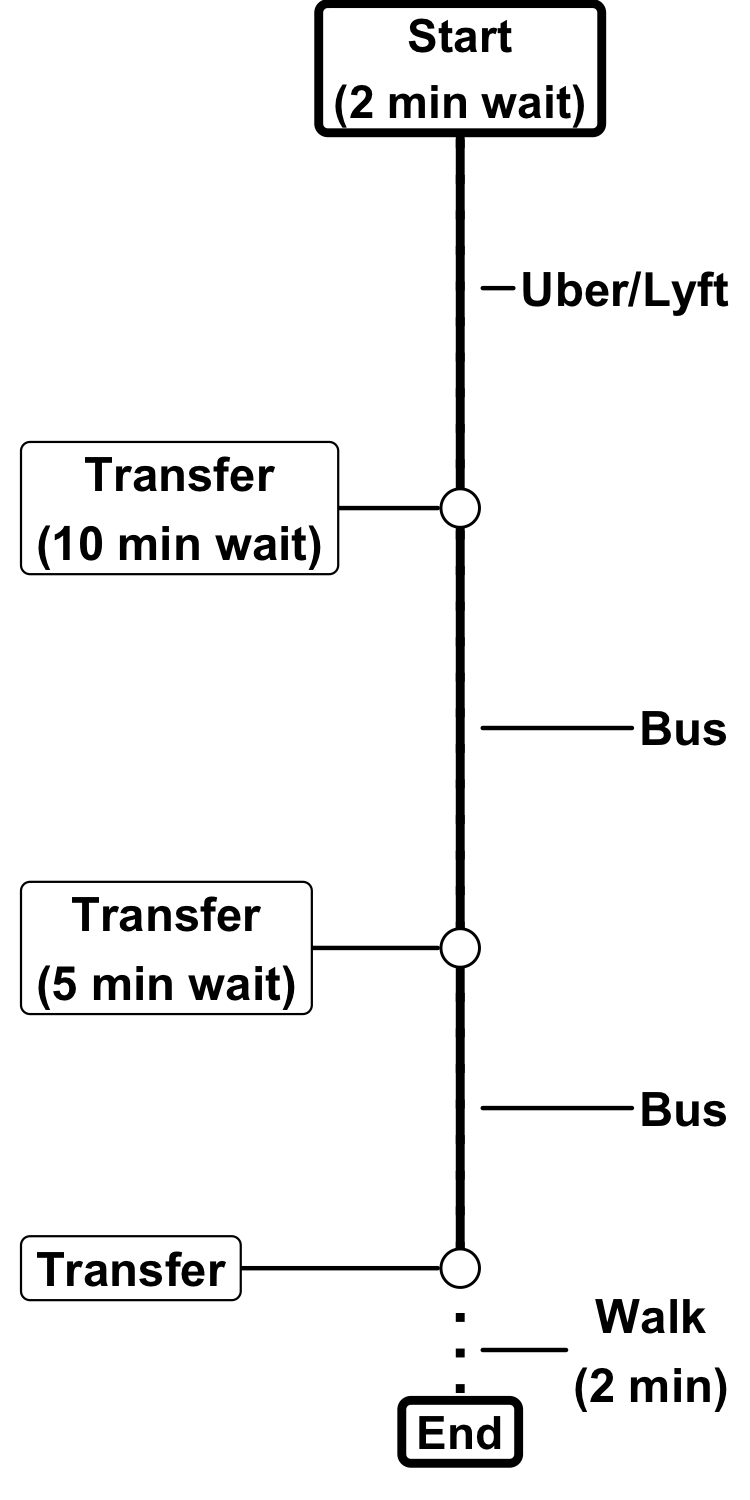 Start
(2 min wait)
Uber/Lyft
Transfer
(10 min wait)
Bus
Transfer
(5 min wait)
Bus
Transfer
Walk
(2 min)
End